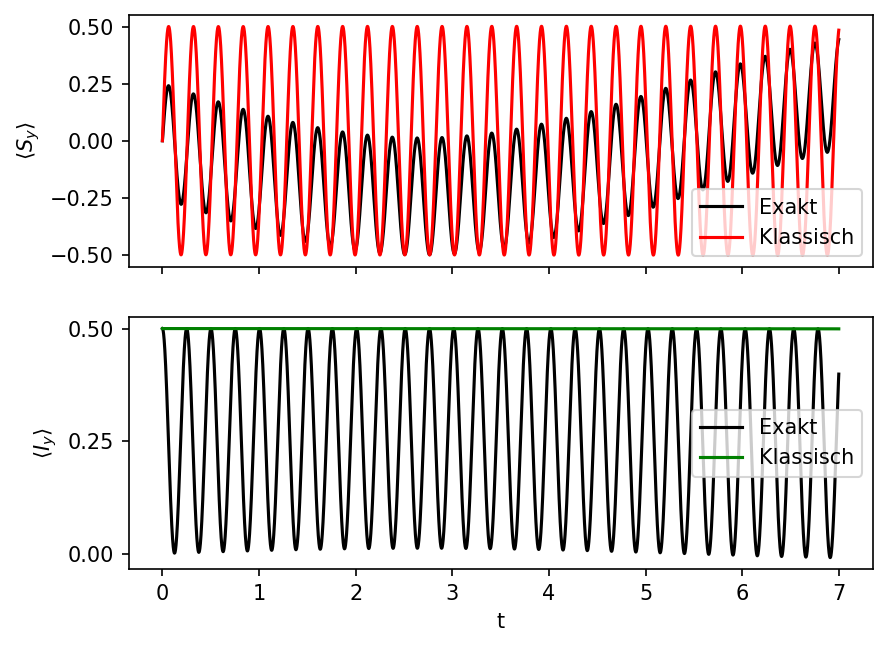 0.50
0.25
0.00
−0.25
−0.50
⟨S_y⟩
Exakt
Klassisch
0.50
0.25
0.00
⟨I_y⟩
Exakt
Klassisch
0 1 2 3 4 5 6 7
t